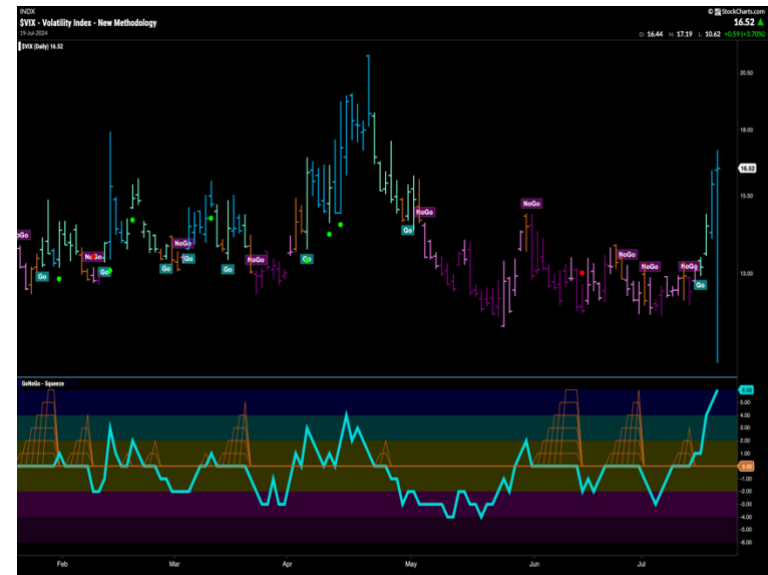 INDX
© StockCharts.com
$VIX - Volatility Index - New Methodology
16.52
19-Jul-2024
O: 16.44 H: 17.19 L: 10.62 +0.59 (+3.70%)
$VIX (Daily) 16.52
20.50
18.00
NoGo
16.52
NoGo
15.50
oGo
NoGo
NoGo
NoGo
Go
Go
Go
NoGo
NoGo
NoGo
Go
Go
Go
Go
13.00
Go
GoNoGo - Squeeze
6.00
5.00
4.00
3.00
2.00
1.00
0.00
-1.00
-2.00
-3.00
-4.00
-5.00
-6.00
Feb
Mar
Apr
May
Jun
Jul